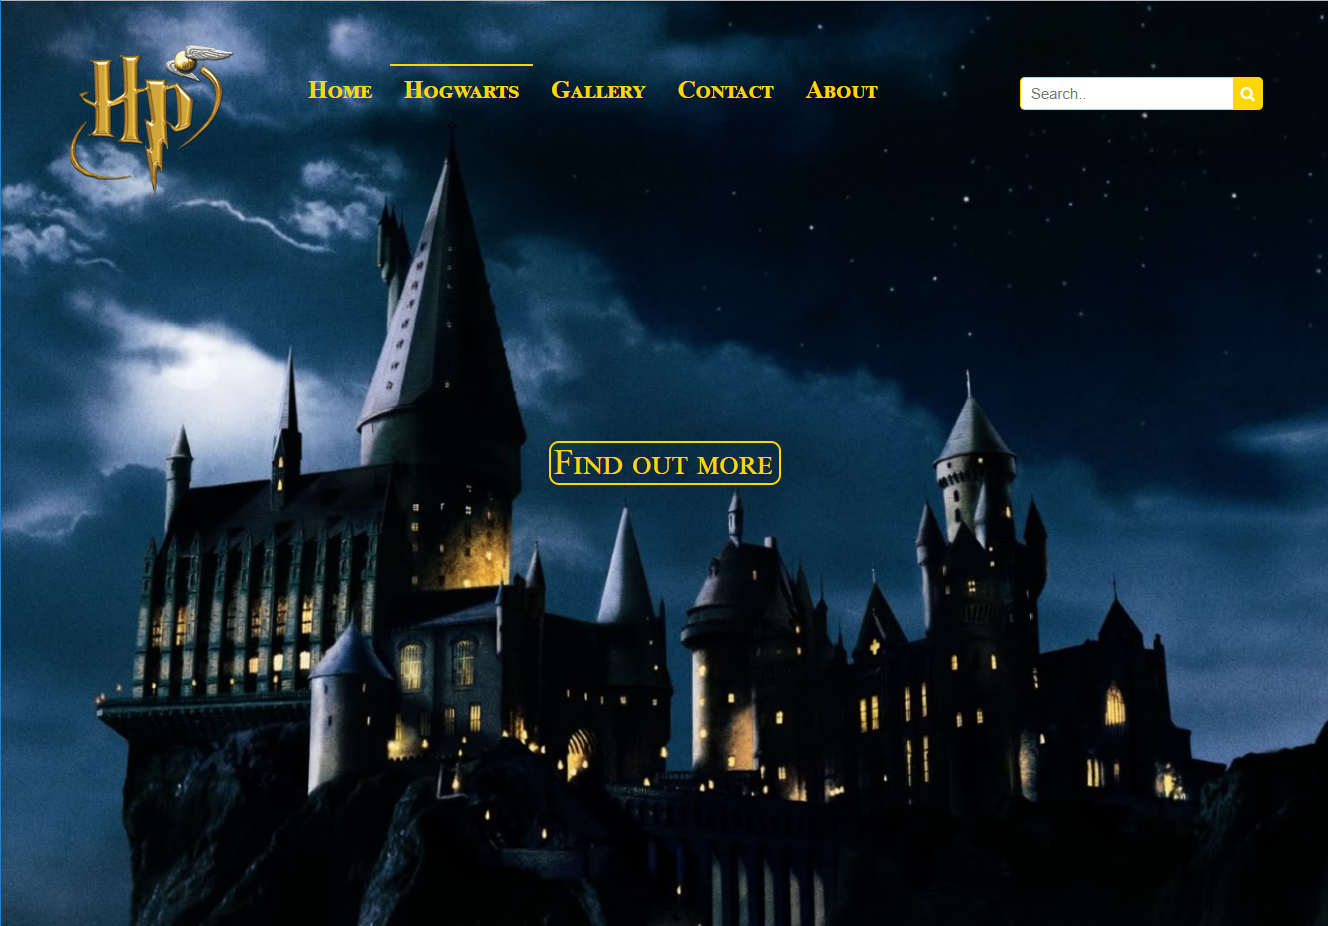 Hp
Home Hogwarts Gallery Contact About
Search..
Find out more